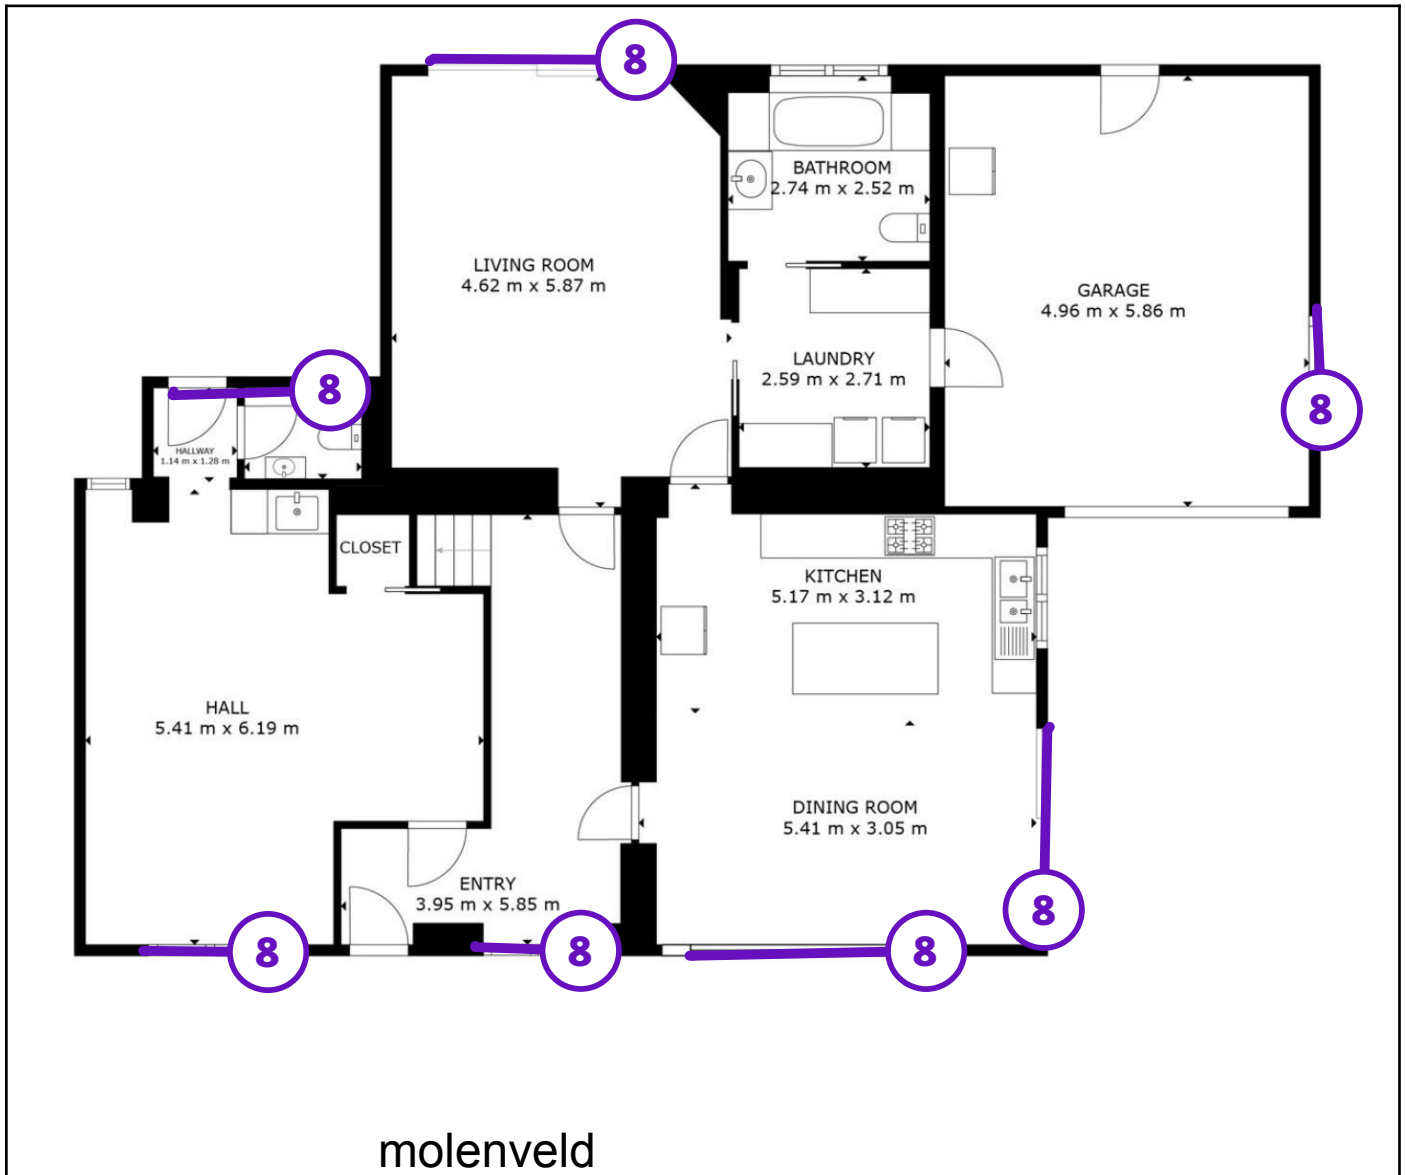 8
BATHROOM
2.74 m x 2.52 m
LIVING ROOM
4.62 m x 5.87 m
GARAGE
4.96 m x 5.86 m
LAUNDRY
2.59 m x 2.71 m
8
8
HALLWAY
1.14 m x 1.28 m
CLOSET
KITCHEN
5.17 m x 3.12 m
HALL
5.41 m x 6.19 m
DINING ROOM
5.41 m x 3.05 m
ENTRY
3.95 m x 5.85 m
8
8
8
8
molenveld